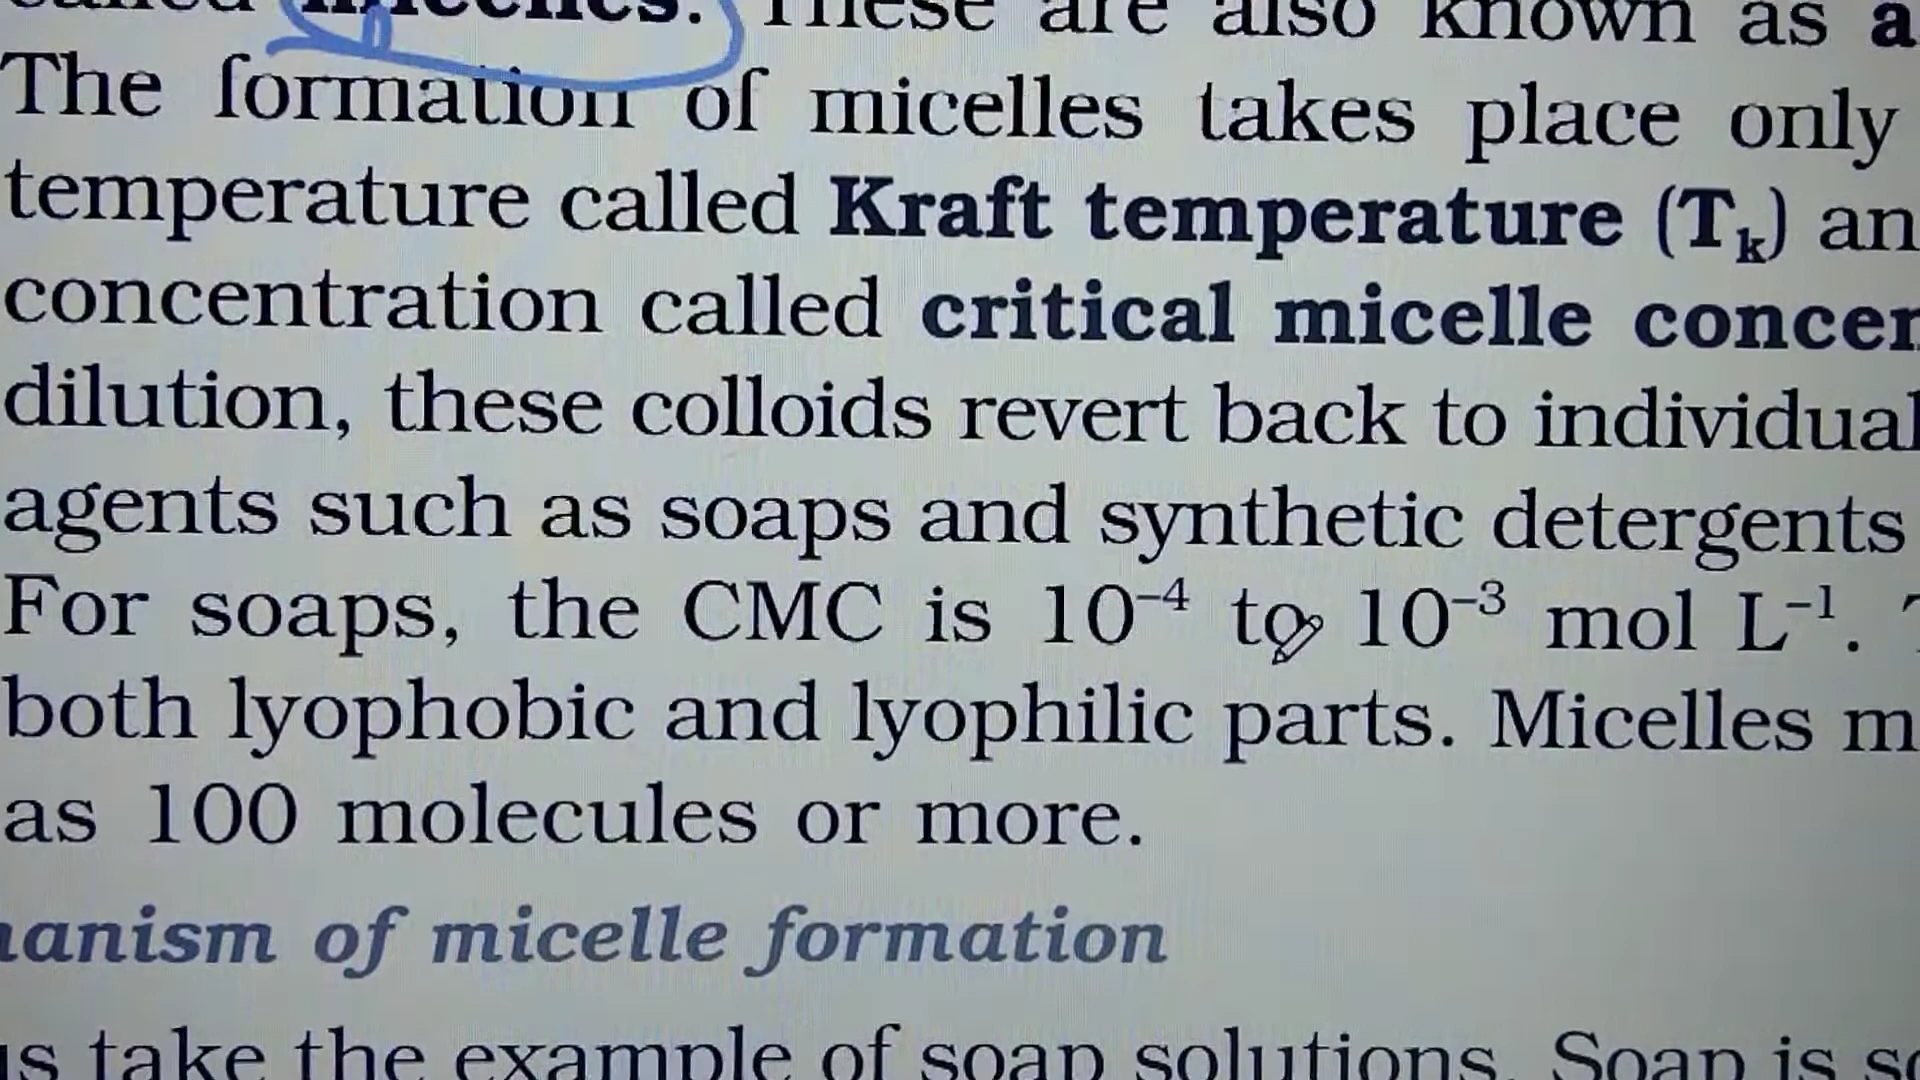 micelles. These are also known as a
The formation of micelles takes place only
temperature called Kraft temperature (Tₖ) an
concentration called critical micelle concen
dilution, these colloids revert back to individual
agents such as soaps and synthetic detergents
For soaps, the CMC is 10⁻⁴ to 10⁻³ mol L⁻¹.
both lyophobic and lyophilic parts. Micelles m
as 100 molecules or more.
anism of micelle formation
us take the example of soap solutions. Soap is so